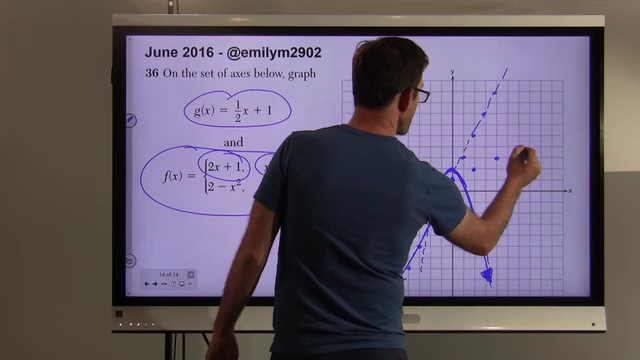 June 2016 - @emilym2902
36 On the set of axes below, graph
g(x) = 1/2 x + 1
and
f(x) = { 2x + 1,
2 − x²,
y
x
14 of 14